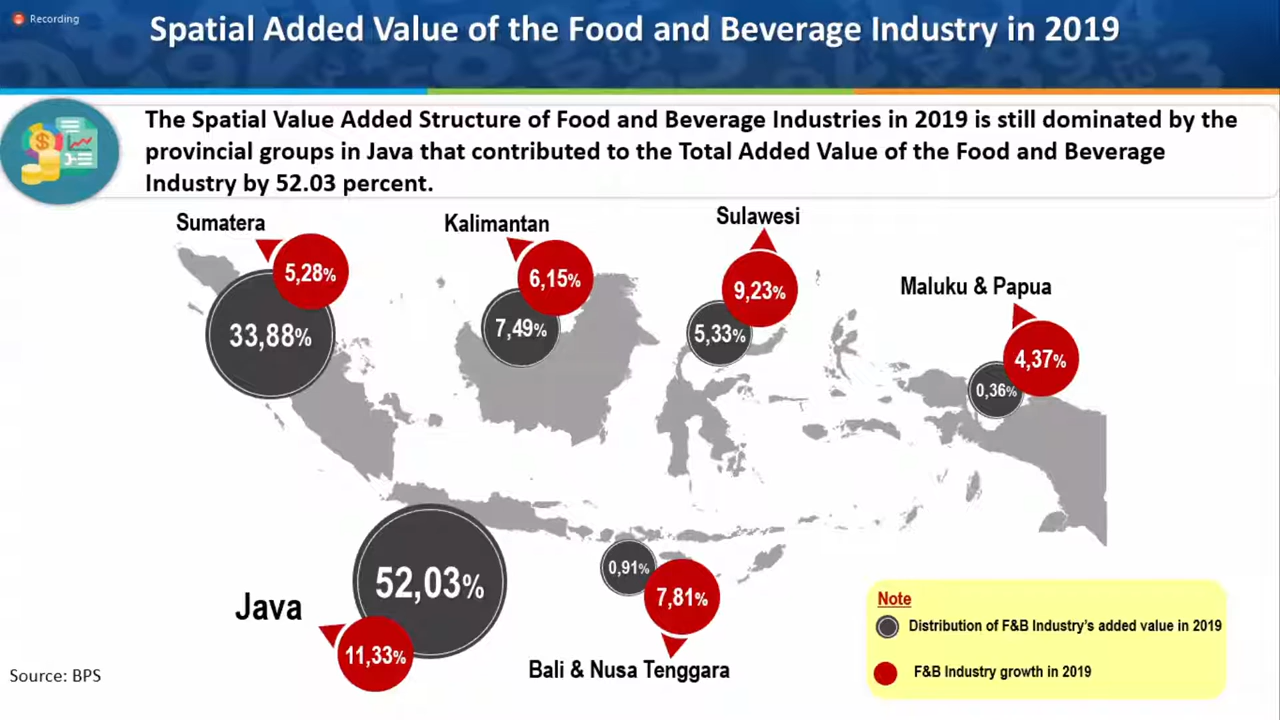 Recording
Spatial Added Value of the Food and Beverage Industry in 2019
The Spatial Value Added Structure of Food and Beverage Industries in 2019 is still dominated by the
provincial groups in Java that contributed to the Total Added Value of the Food and Beverage
Industry by 52.03 percent.
Sumatera
5,28%
33,88%
Kalimantan
6,15%
7,49%
Sulawesi
9,23%
5,33%
Maluku & Papua
4,37%
0,36%
Java
52,03%
11,33%
0,91%
7,81%
Bali & Nusa Tenggara
Note
Distribution of F&B Industry's added value in 2019
F&B Industry growth in 2019
Source: BPS